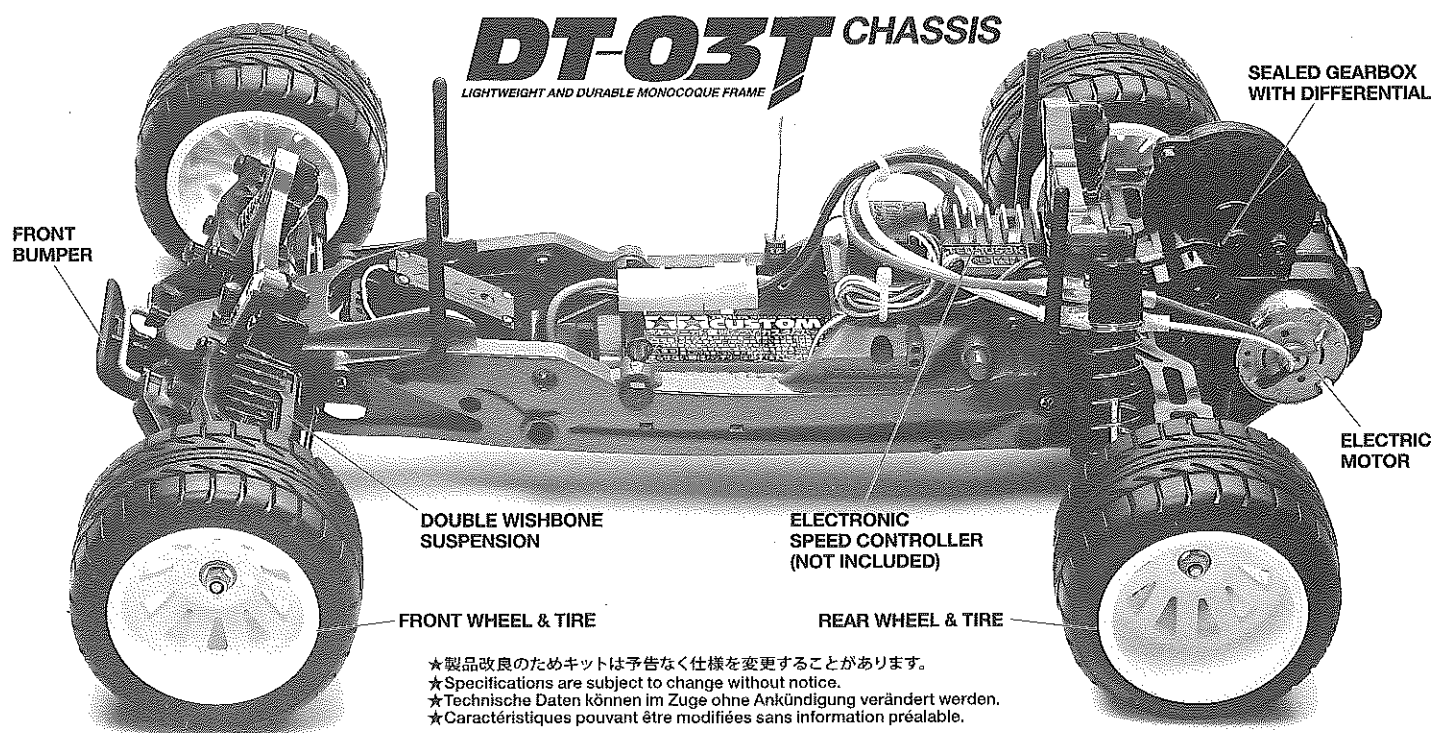 DT-03T CHASSIS
LIGHTWEIGHT AND DURABLE MONOCOQUE FRAME
SEALED GEARBOX
WITH DIFFERENTIAL
FRONT
BUMPER
CUSTOM
ELECTRIC
MOTOR
DOUBLE WISHBONE
SUSPENSION
ELECTRONIC
SPEED CONTROLLER
(NOT INCLUDED)
FRONT WHEEL & TIRE
REAR WHEEL & TIRE
★製品改良のためキットは予告なく仕様を変更することがあります。
★Specifications are subject to change without notice.
★Technische Daten können im Zuge ohne Ankündigung verändert werden.
★Caractéristiques pouvant être modifiées sans information préalable.